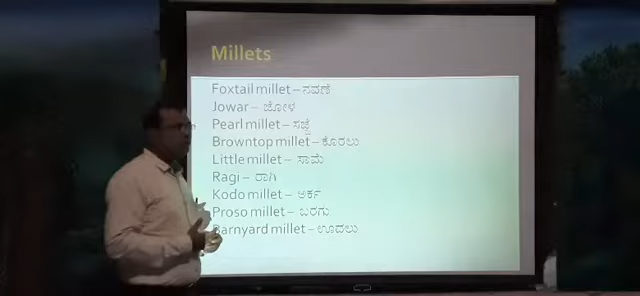 Millets
Foxtail millet – ನವಣೆ
Jowar – ಜೋಳ
Pearl millet – ಸಜ್ಜೆ
Browntop millet – ಕೊರಲು
Little millet – ಸಾಮೆ
Ragi – ರಾಗಿ
Kodo millet – ಅರ್ಕ
Proso millet – ಬರಗು
Barnyard millet – ಊದಲು